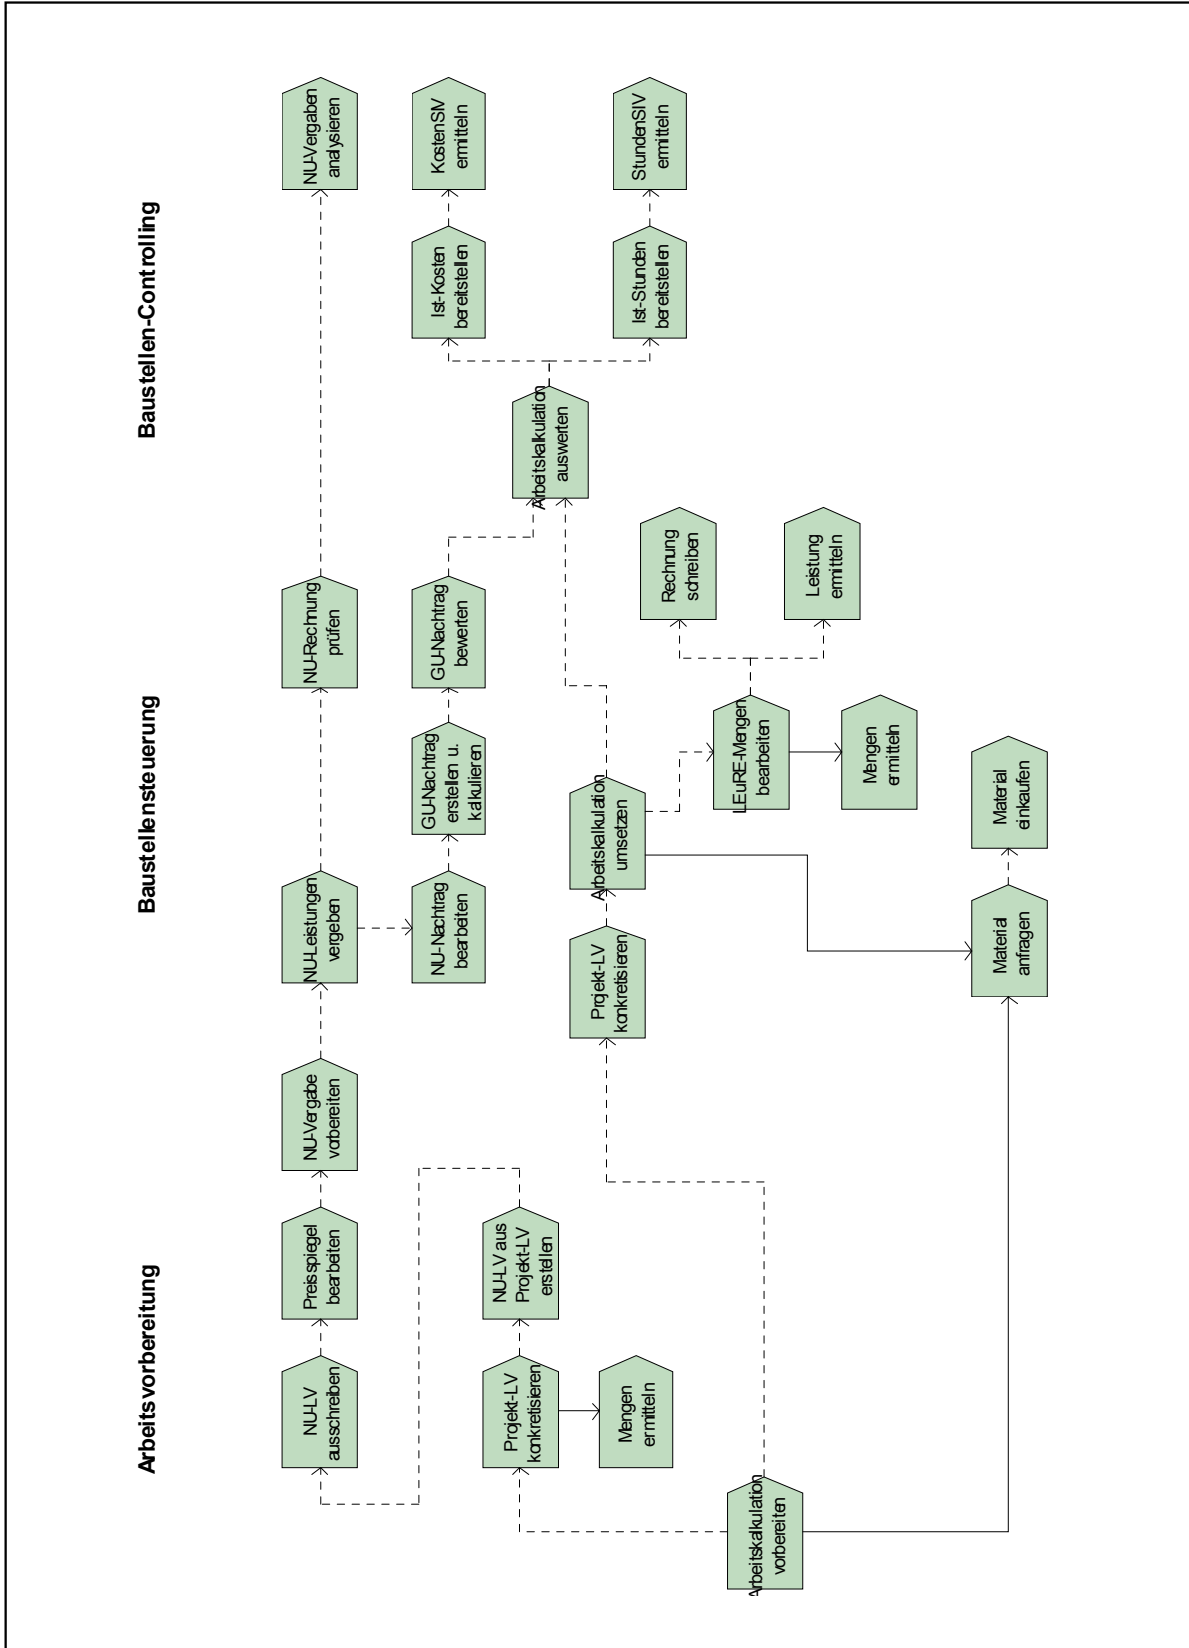 Arbeitsvorbereitung
Baustellensteuerung
Baustellen-Controlling
NU-LV
ausschreiben
Preisspiegel
bearbeiten
NU-Vergabe
vorbereiten
NU-Leistungen
vergeben
NU-Rechnung
prüfen
NU-Vergaben
analysieren
NU-Nachtrag
bearbeiten
GU-Nachtrag
erstellen u.
kalkulieren
GU-Nachtrag
bewerten
Ist-Kosten
bereitstellen
KostenSIV
ermitteln
Projekt-LV
konkretisieren
NU-LV aus
Projekt-LV
erstellen
Arbeitskalkulation
auswerten
Mengen
ermitteln
Projekt-LV
konkretisieren
Arbeitskalkulation
umsetzen
Ist-Stunden
bereitstellen
StundenSIV
ermitteln
Rechnung
schreiben
Arbeitskalkulation
vorbereiten
LEuRE-Mengen
bearbeiten
Leistung
ermitteln
Mengen
ermitteln
Material
anfragen
Material
einkaufen